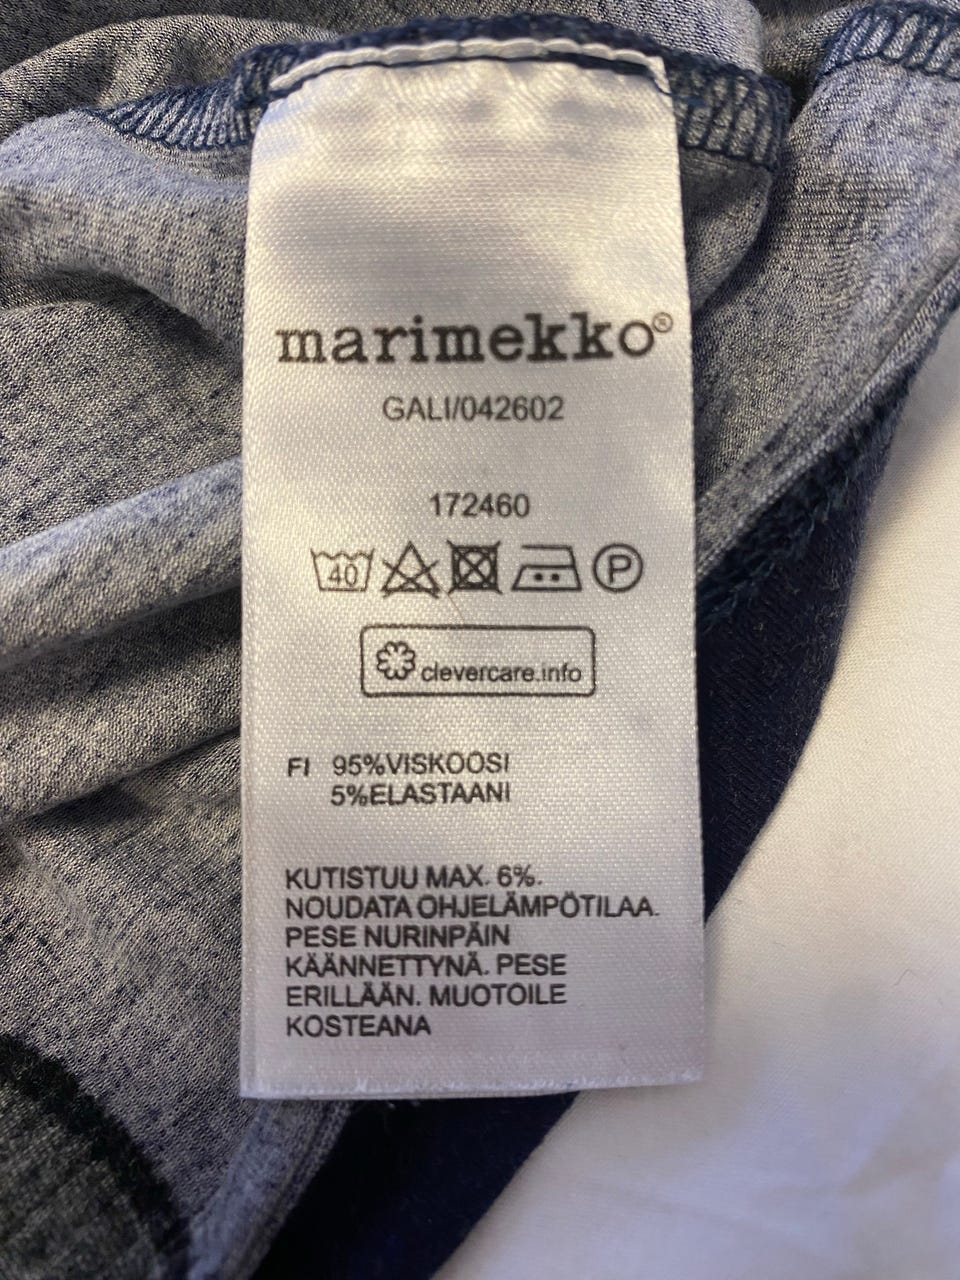 marimekko®
GALI/042602
172460
40 P
clevercare.info
FI 95%VISKOOSI
5%ELASTAANI
KUTISTUU MAX. 6%.
NOUDATA OHJELÄMPÖTILAA.
PESE NURINPÄIN
KÄÄNNETTYNÄ. PESE
ERILLÄÄN. MUOTOILE
KOSTEANA